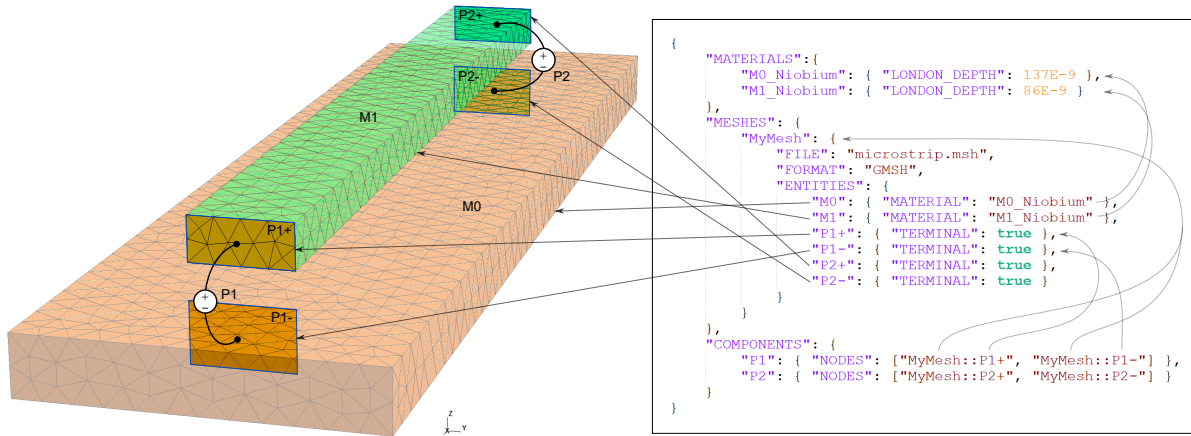 P2+
+
−
P2
P2-
M1
M0
P1+
+
−
P1
P1-
Z
X
Y
{
"MATERIALS":{
"M0_Niobium": { "LONDON_DEPTH": 137E-9 },
"M1_Niobium": { "LONDON_DEPTH": 86E-9 }
},
"MESHES": {
"MyMesh": {
"FILE": "microstrip.msh",
"FORMAT": "GMSH",
"ENTITIES": {
"M0": { "MATERIAL": "M0_Niobium" },
"M1": { "MATERIAL": "M1_Niobium" },
"P1+": { "TERMINAL": true },
"P1-": { "TERMINAL": true },
"P2+": { "TERMINAL": true },
"P2-": { "TERMINAL": true }
}
}
},
"COMPONENTS": {
"P1": { "NODES": ["MyMesh::P1+", "MyMesh::P1-"] },
"P2": { "NODES": ["MyMesh::P2+", "MyMesh::P2-"] }
}
}